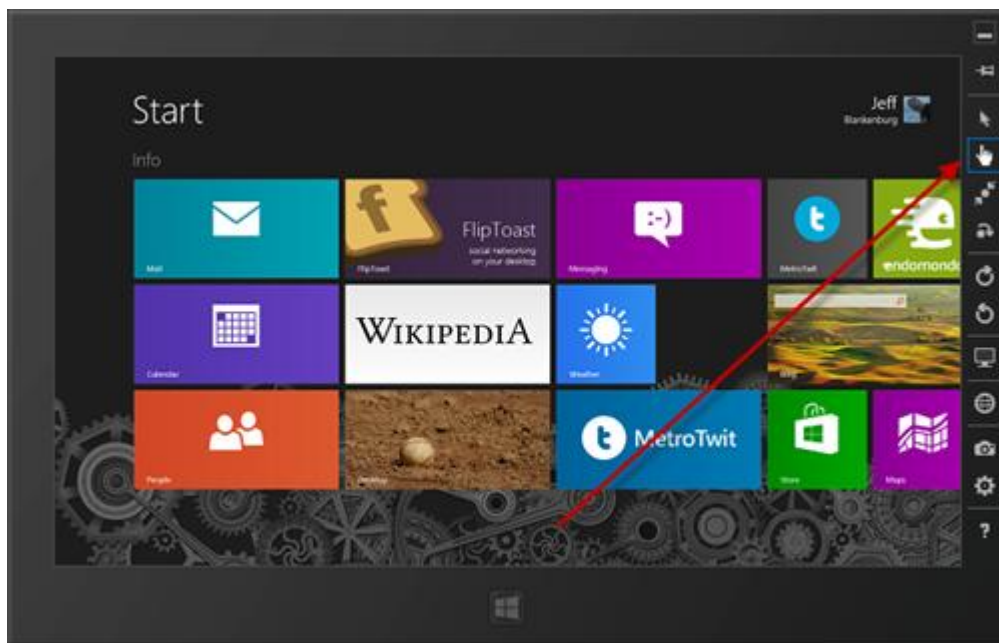 Start
Jeff
Blankenburg
Info
Mail
f
FlipToast
social networking
on your desktop
FlipToast
:-)
Messaging
t
MetroTwit
endomondo
Calendar
WIKIPEDIA
Weather
People
Desktop
t MetroTwit
Store
Maps
?